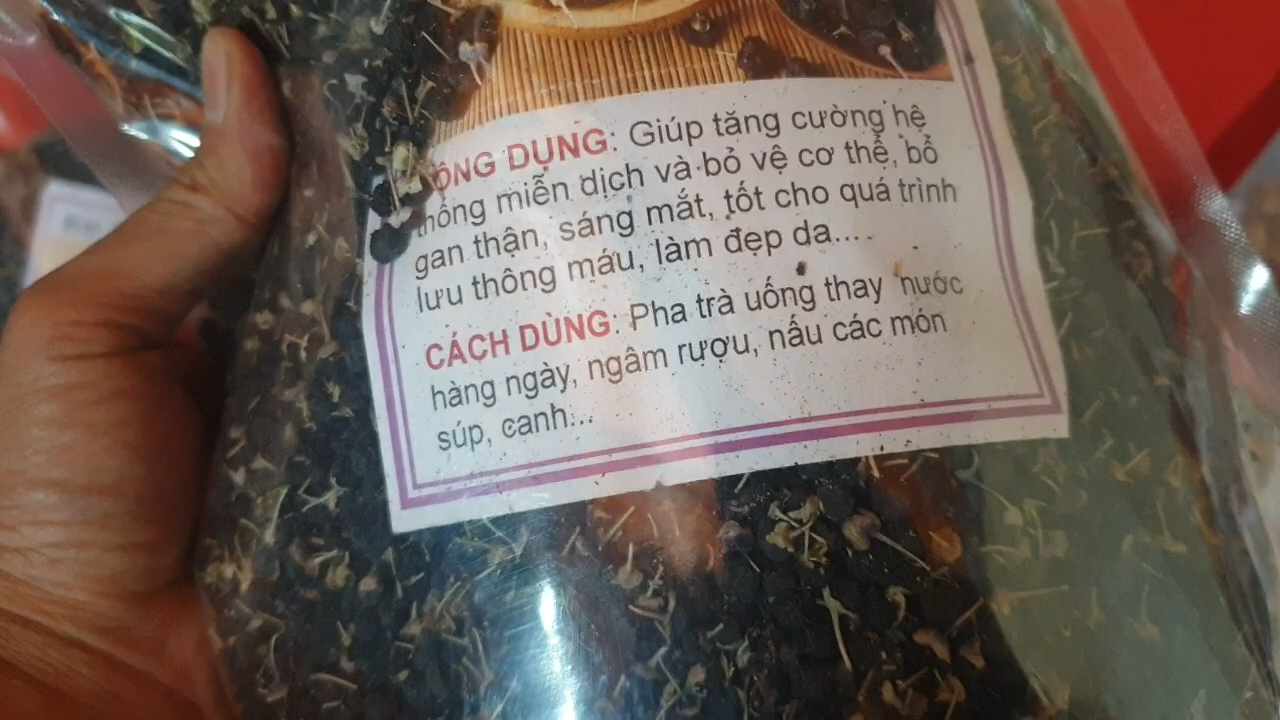 CÔNG DỤNG: Giúp tăng cường hệ
thống miễn dịch và bỏ vệ cơ thể, bổ
gan thận, sáng mắt, tốt cho quá trình
lưu thông máu, làm đẹp da....
CÁCH DÙNG: Pha trà uống thay nước
hàng ngày, ngâm rượu, nấu các món
súp, canh...